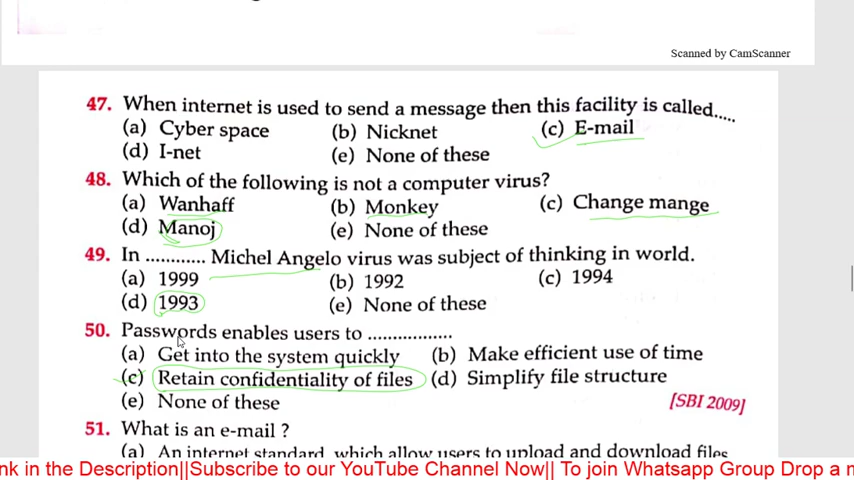 Scanned by CamScanner
47. When internet is used to send a message then this facility is called....
(a) Cyber space (b) Nicknet (c) E-mail
(d) I-net (e) None of these
48. Which of the following is not a computer virus?
(a) Wanhaff (b) Monkey (c) Change mange
(d) Manoj (e) None of these
49. In ............ Michel Angelo virus was subject of thinking in world.
(a) 1999 (b) 1992 (c) 1994
(d) 1993 (e) None of these
50. Passwords enables users to .................
(a) Get into the system quickly (b) Make efficient use of time
(c) Retain confidentiality of files (d) Simplify file structure
(e) None of these [SBI 2009]
51. What is an e-mail ?
(a) An internet standard which allow users to upload and download files
nk in the Description||Subscribe to our YouTube Channel Now|| To join Whatsapp Group Drop a m